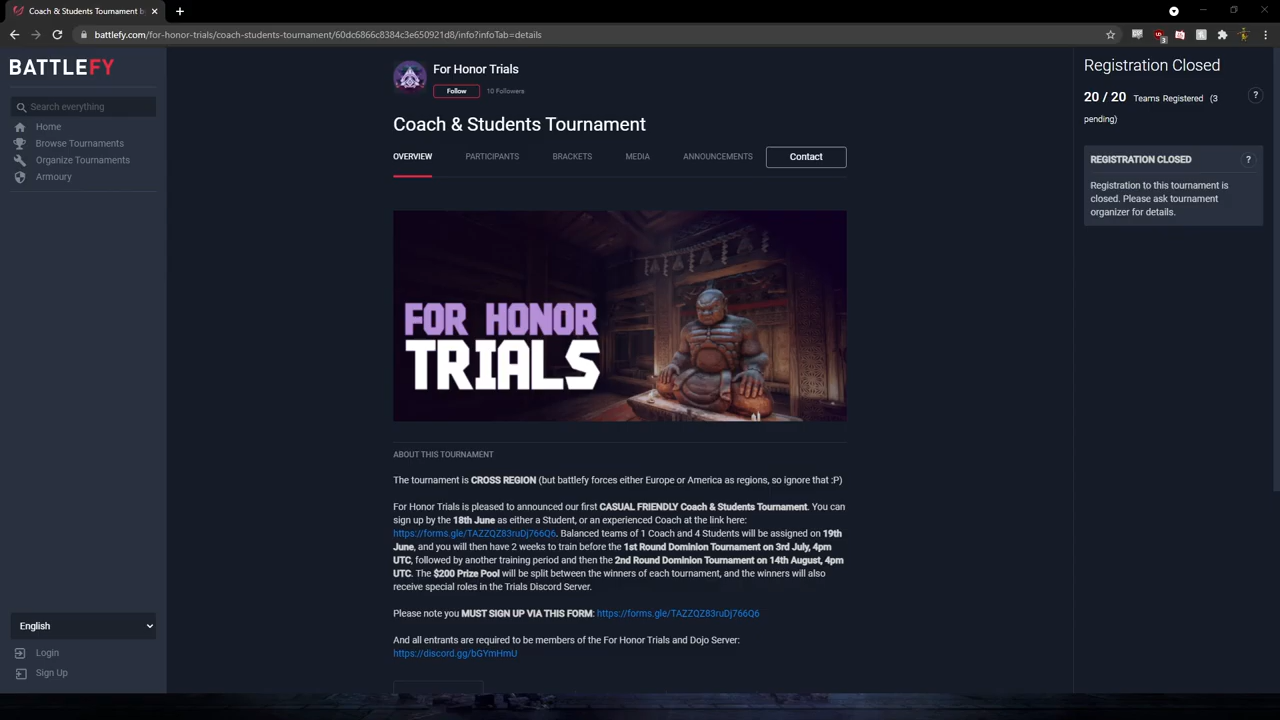 Coach & Students Tournament b
battlefy.com/for-honor-trials/coach-students-tournament/60dc6866c8384c3e650921d8/info?infoTab=details
BATTLEFY
Search everything
Home
Browse Tournaments
Organize Tournaments
Armoury
English
Login
Sign Up
For Honor Trials
Follow
10 Followers
Coach & Students Tournament
OVERVIEW
PARTICIPANTS
BRACKETS
MEDIA
ANNOUNCEMENTS
Contact
FOR HONOR
TRIALS
ABOUT THIS TOURNAMENT
The tournament is CROSS REGION (but battlefy forces either Europe or America as regions, so ignore that :P)
For Honor Trials is pleased to announced our first CASUAL FRIENDLY Coach & Students Tournament. You can
sign up by the 18th June as either a Student, or an experienced Coach at the link here:
https://forms.gle/TAZZQZ83ruDj766Q6. Balanced teams of 1 Coach and 4 Students will be assigned on 19th
June, and you will then have 2 weeks to train before the 1st Round Dominion Tournament on 3rd July, 4pm
UTC, followed by another training period and then the 2nd Round Dominion Tournament on 14th August, 4pm
UTC. The $200 Prize Pool will be split between the winners of each tournament, and the winners will also
receive special roles in the Trials Discord Server.
Please note you MUST SIGN UP VIA THIS FORM: https://forms.gle/TAZZQZ83ruDj766Q6
And all entrants are required to be members of the For Honor Trials and Dojo Server:
https://discord.gg/bGYmHmU
Registration Closed
20 / 20 Teams Registered (3
pending)
?
REGISTRATION CLOSED
?
Registration to this tournament is
closed. Please ask tournament
organizer for details.